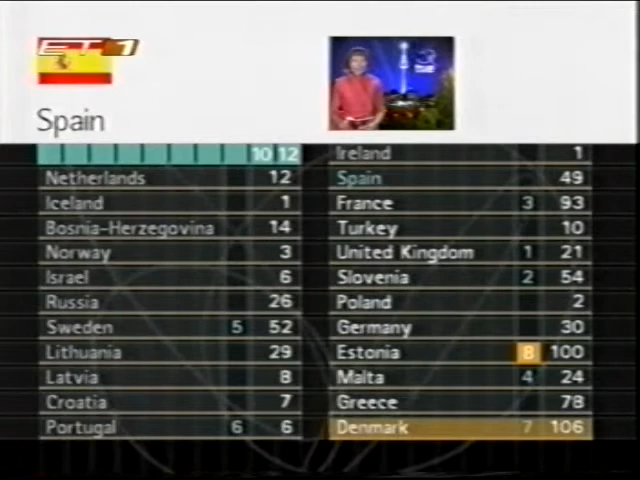 ET 1
Spain
10 12
Netherlands 12
Iceland 1
Bosnia-Herzegovina 14
Norway 3
Israel 6
Russia 26
Sweden 5 52
Lithuania 29
Latvia 8
Croatia 7
Portugal 6 6
Ireland 1
Spain 49
France 3 93
Turkey 10
United Kingdom 1 21
Slovenia 2 54
Poland 2
Germany 30
Estonia 8 100
Malta 4 24
Greece 78
Denmark 7 106